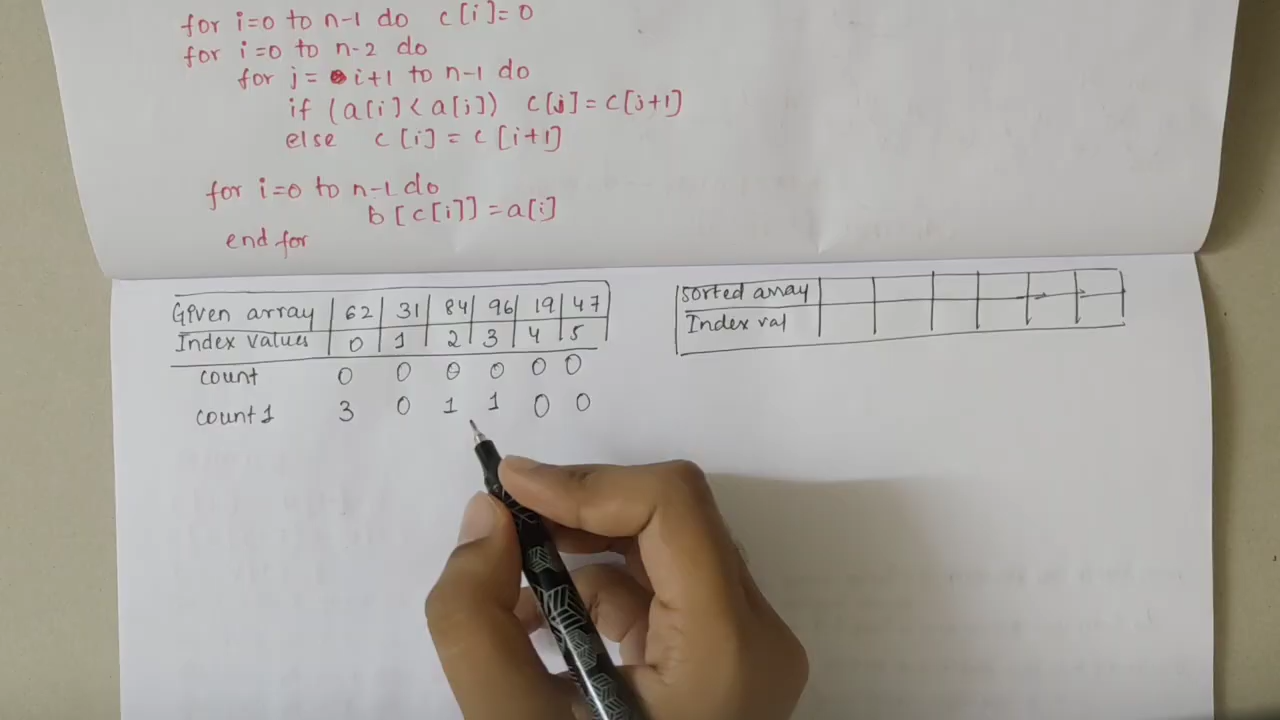 for i=0 to n-1 do c[i]=0
for i=0 to n-2 do
for j= i+1 to n-1 do
if (a[i]<a[j]) c[j]=c[j+1]
else c[i]=c[i+1]
for i=0 to n-1 do
b[c[i]]=a[i]
end for
Given array 62 31 84 96 19 47
Index values 0 1 2 3 4 5
count 0 0 0 0 0 0
count1 3 0 1 1 0 0
Sorted array
Index val